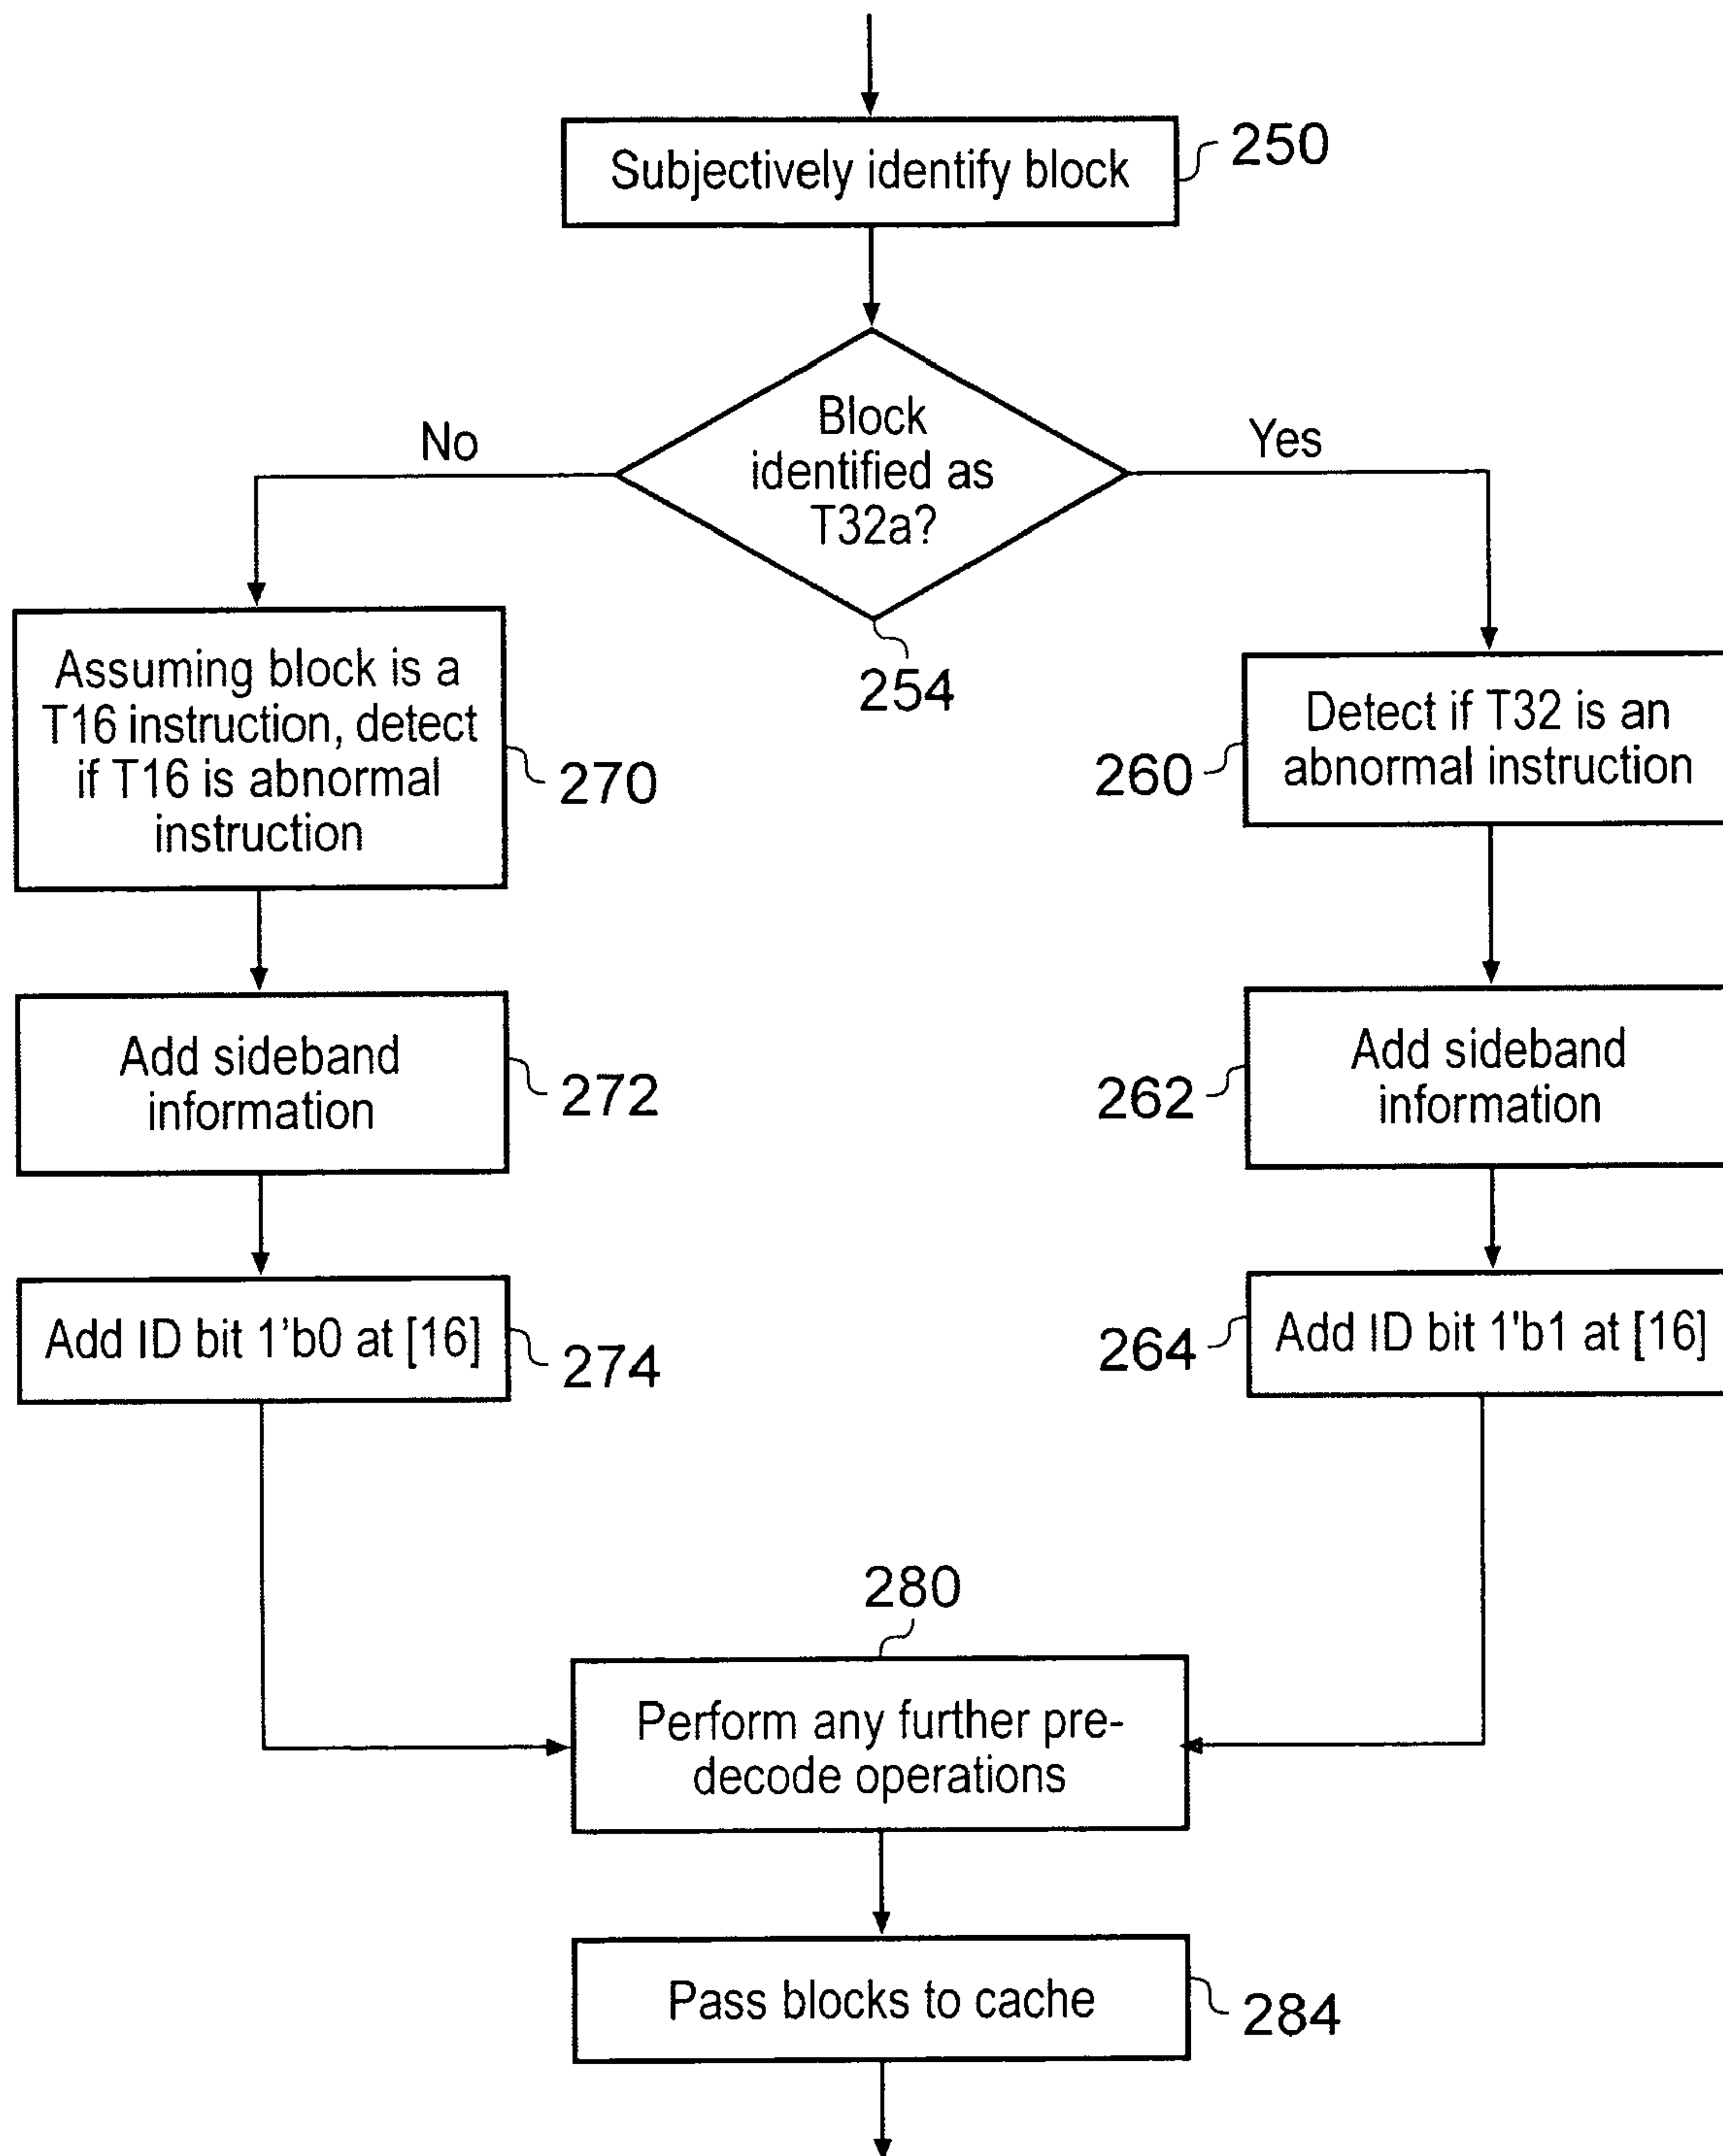 Subjectively identify block
250
Block
identified as
T32a?
No
Yes
254
Assuming block is a
T16 instruction, detect
if T16 is abnormal
instruction
270
Detect if T32 is an
abnormal instruction
260
Add sideband
information
272
Add sideband
information
262
Add ID bit 1'b0 at [16]
274
Add ID bit 1'b1 at [16]
264
280
Perform any further pre-
decode operations
Pass blocks to cache
284